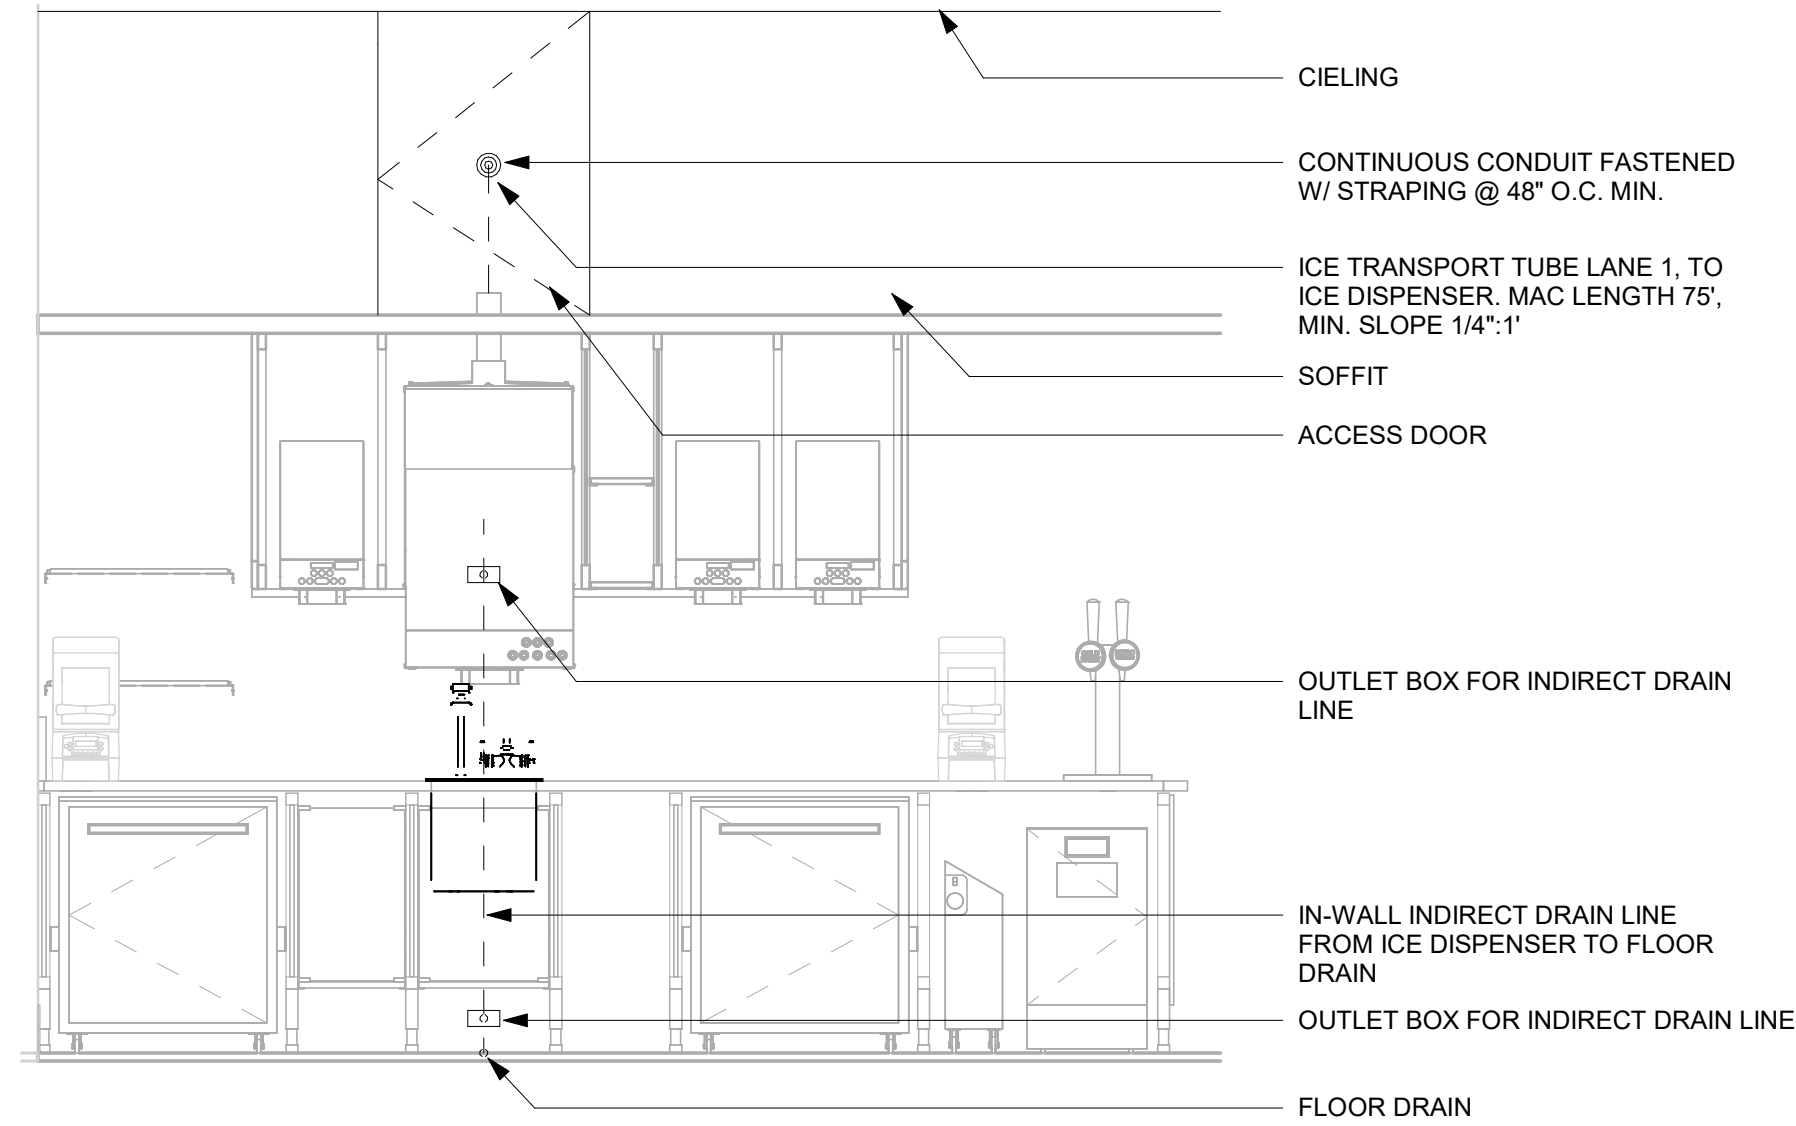 CIELING
CONTINUOUS CONDUIT FASTENED
W/ STRAPING @ 48" O.C. MIN.
ICE TRANSPORT TUBE LANE 1, TO
ICE DISPENSER. MAC LENGTH 75',
MIN. SLOPE 1/4":1'
SOFFIT
ACCESS DOOR
OUTLET BOX FOR INDIRECT DRAIN
LINE
IN-WALL INDIRECT DRAIN LINE
FROM ICE DISPENSER TO FLOOR
DRAIN
OUTLET BOX FOR INDIRECT DRAIN LINE
FLOOR DRAIN